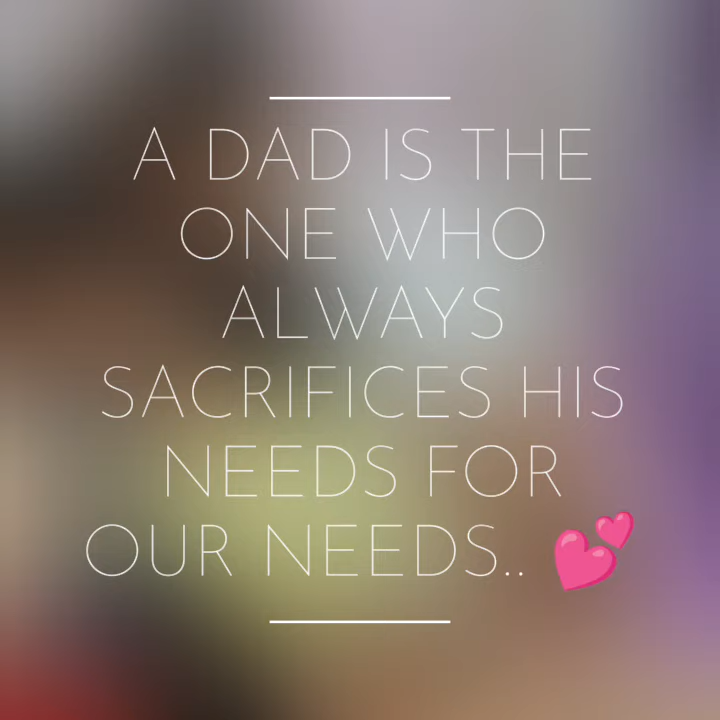 A DAD IS THE
ONE WHO
ALWAYS
SACRIFICES HIS
NEEDS FOR
OUR NEEDS.. 💕